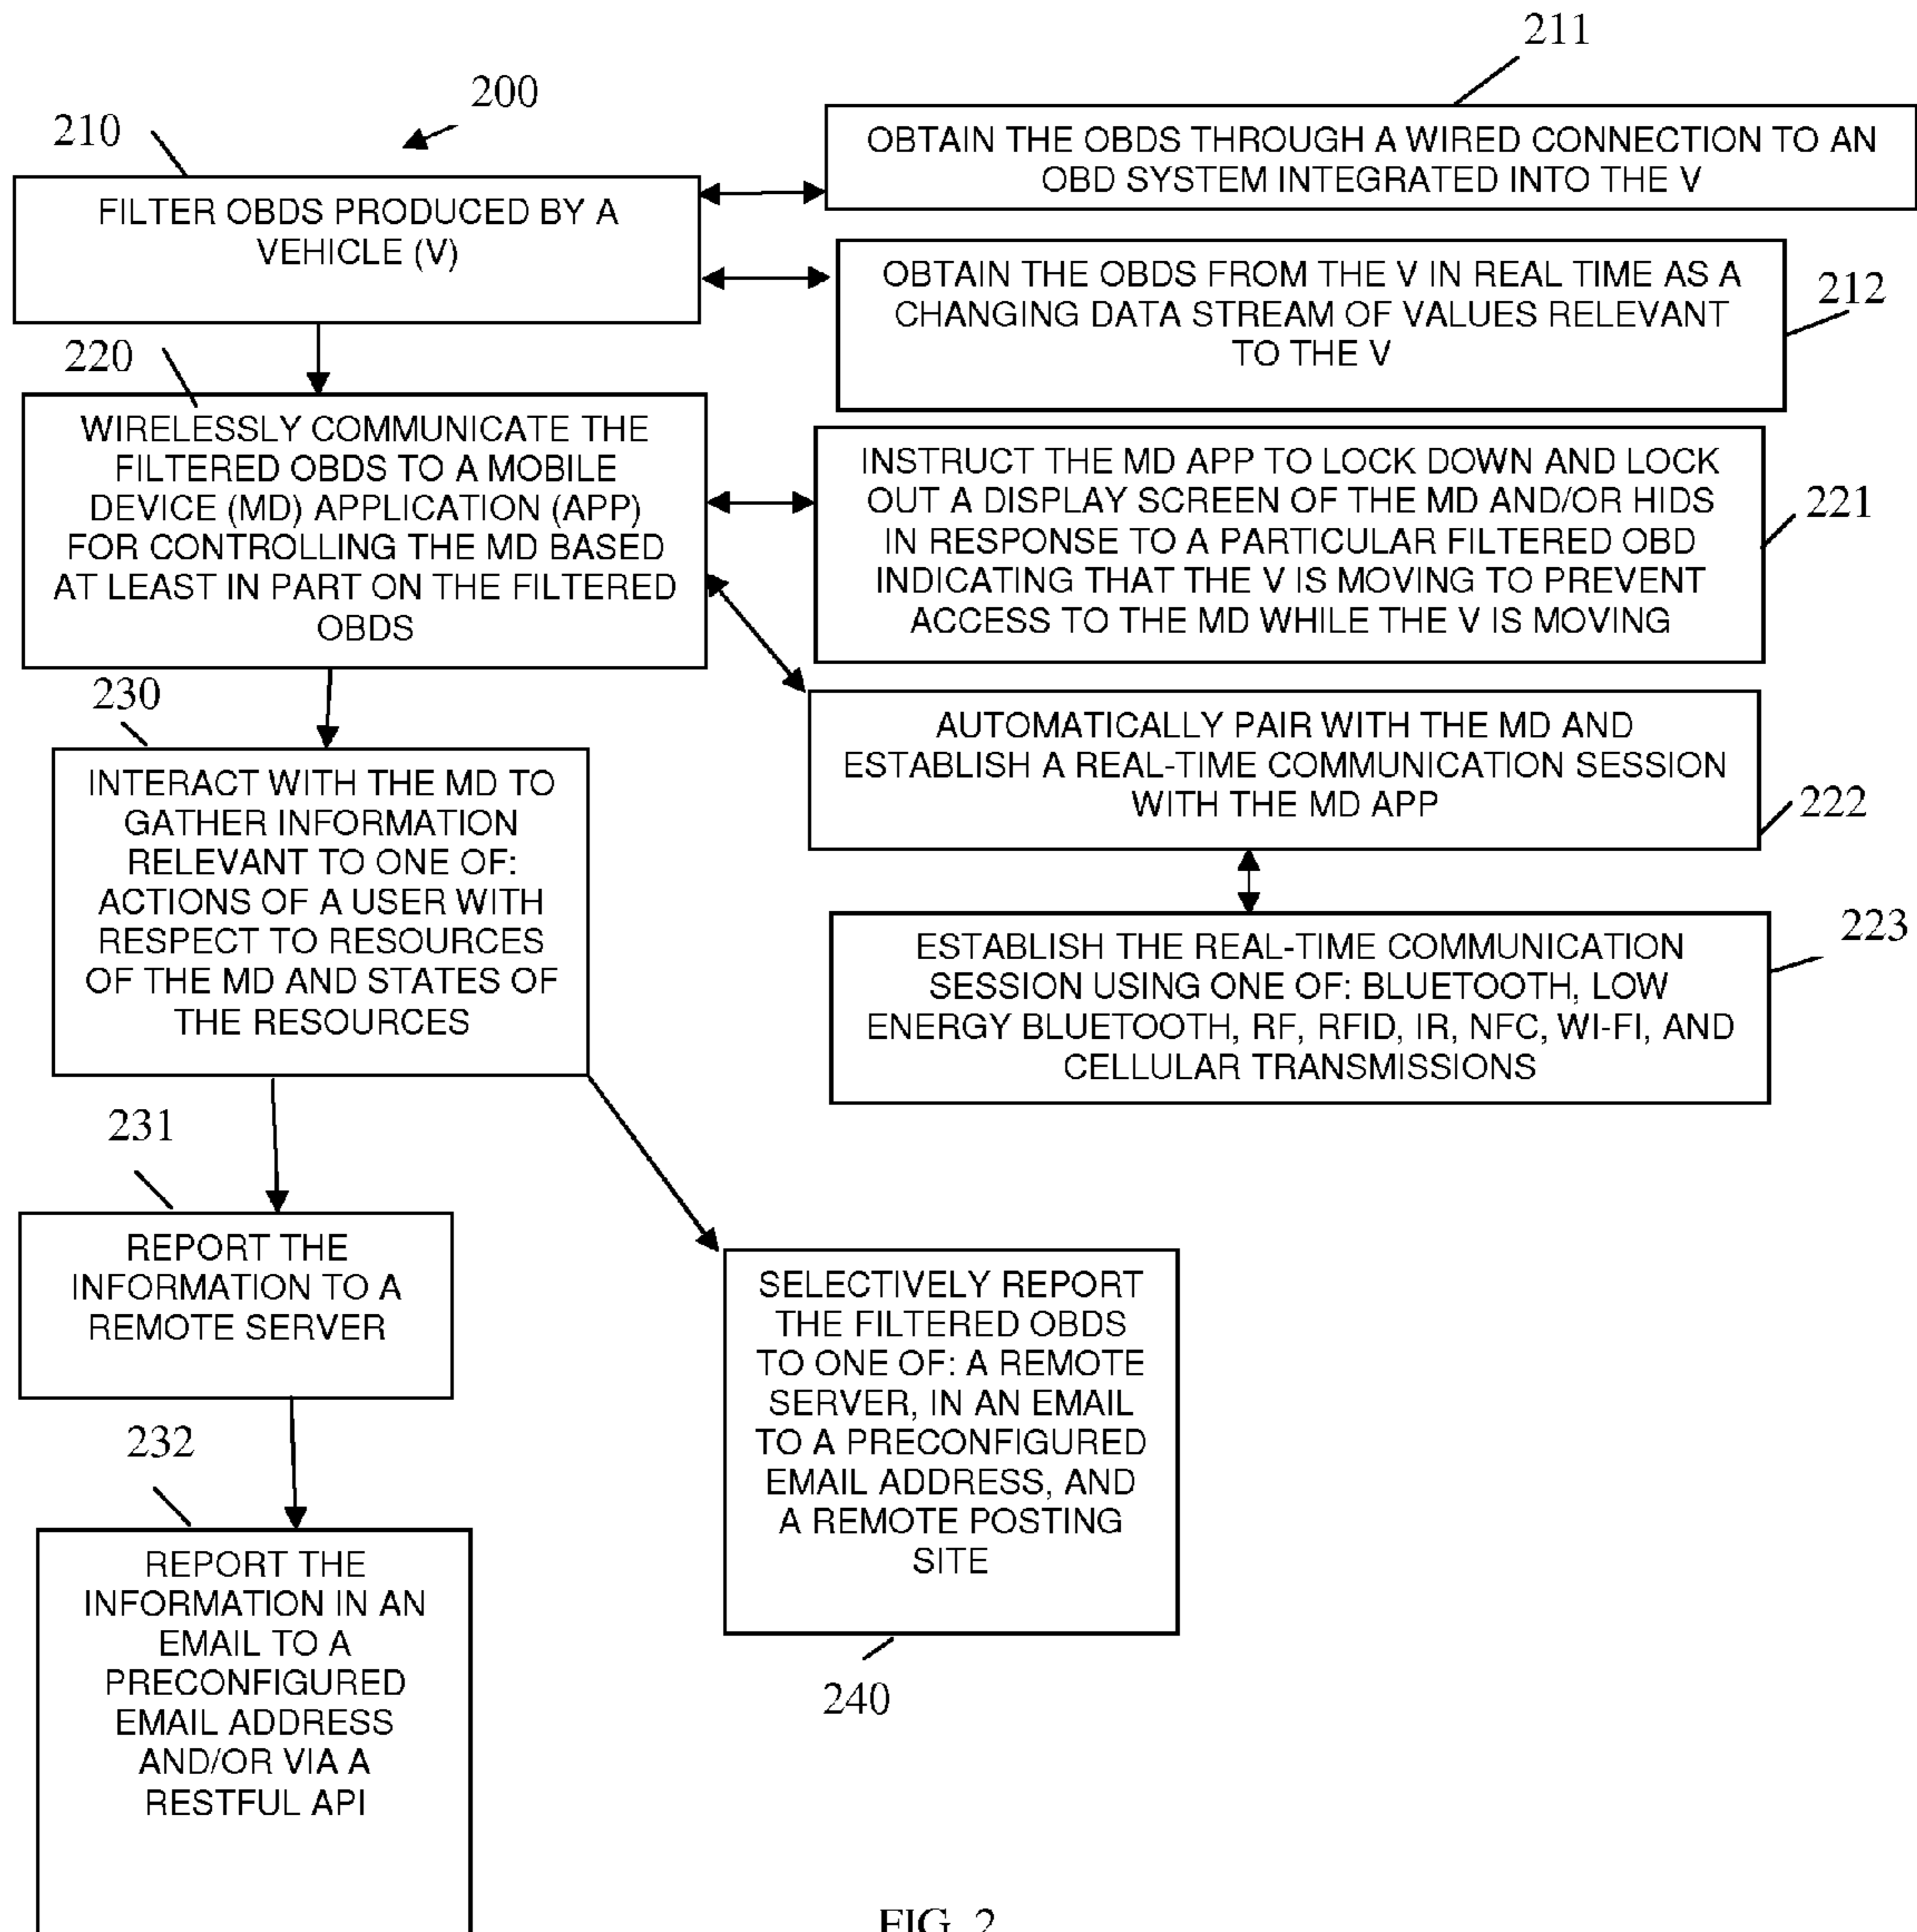 211
200
210
OBTAIN THE OBDS THROUGH A WIRED CONNECTION TO AN
OBD SYSTEM INTEGRATED INTO THE V
FILTER OBDS PRODUCED BY A
VEHICLE (V)
OBTAIN THE OBDS FROM THE V IN REAL TIME AS A
CHANGING DATA STREAM OF VALUES RELEVANT
TO THE V
212
220
WIRELESSLY COMMUNICATE THE
FILTERED OBDS TO A MOBILE
DEVICE (MD) APPLICATION (APP)
FOR CONTROLLING THE MD BASED
AT LEAST IN PART ON THE FILTERED
OBDS
INSTRUCT THE MD APP TO LOCK DOWN AND LOCK
OUT A DISPLAY SCREEN OF THE MD AND/OR HIDS
IN RESPONSE TO A PARTICULAR FILTERED OBD
INDICATING THAT THE V IS MOVING TO PREVENT
ACCESS TO THE MD WHILE THE V IS MOVING
221
230
AUTOMATICALLY PAIR WITH THE MD AND
ESTABLISH A REAL-TIME COMMUNICATION SESSION
WITH THE MD APP
222
INTERACT WITH THE MD TO
GATHER INFORMATION
RELEVANT TO ONE OF:
ACTIONS OF A USER WITH
RESPECT TO RESOURCES
OF THE MD AND STATES OF
THE RESOURCES
223
ESTABLISH THE REAL-TIME COMMUNICATION
SESSION USING ONE OF: BLUETOOTH, LOW
ENERGY BLUETOOTH, RF, RFID, IR, NFC, WI-FI, AND
CELLULAR TRANSMISSIONS
231
REPORT THE
INFORMATION TO A
REMOTE SERVER
SELECTIVELY REPORT
THE FILTERED OBDS
TO ONE OF: A REMOTE
SERVER, IN AN EMAIL
TO A PRECONFIGURED
EMAIL ADDRESS, AND
A REMOTE POSTING
SITE
232
REPORT THE
INFORMATION IN AN
EMAIL TO A
PRECONFIGURED
EMAIL ADDRESS
AND/OR VIA A
RESTFUL API
240
FIG. 2